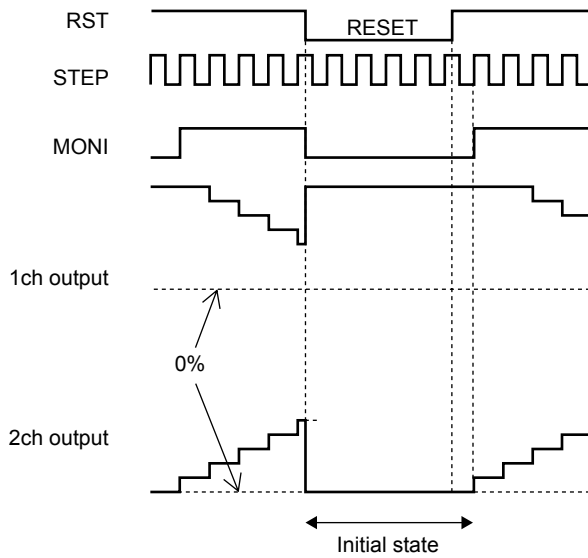 RST
RESET
STEP
MONI
1ch output
0%
2ch output
Initial state